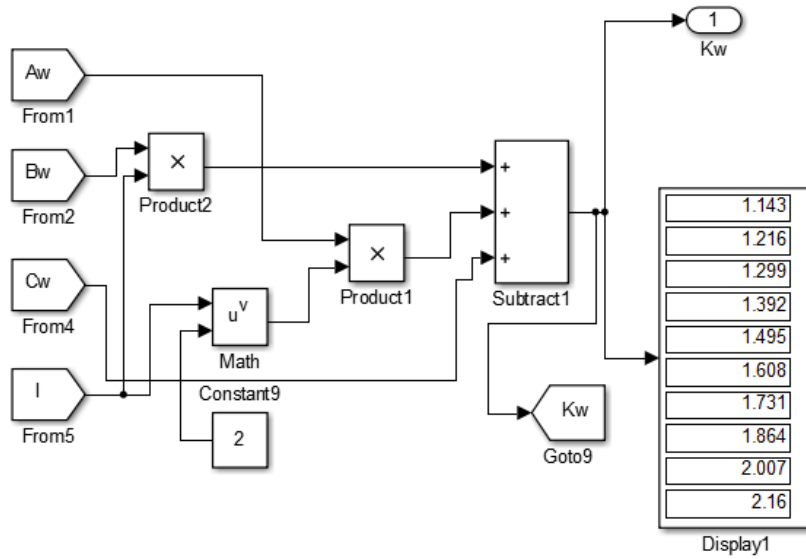 1
Kw
Aw
From1
Bw
From2
×
Product2
+
+
+
Subtract1
×
Product1
Cw
From4
u^v
Math
Constant9
2
I
From5
Kw
Goto9
1.143
1.216
1.299
1.392
1.495
1.608
1.731
1.864
2.007
2.16
Display1